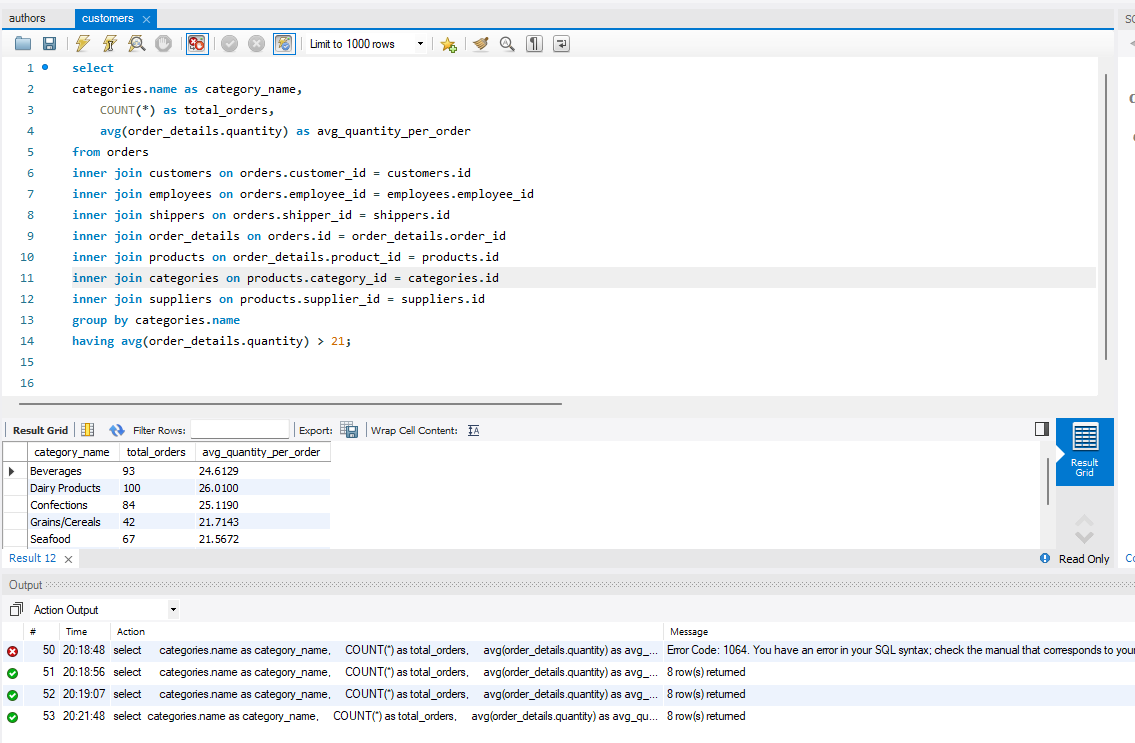 authors
customers
SC
Limit to 1000 rows
1 select
2 categories.name as category_name,
3 COUNT(*) as total_orders,
4 avg(order_details.quantity) as avg_quantity_per_order
5 from orders
6 inner join customers on orders.customer_id = customers.id
7 inner join employees on orders.employee_id = employees.employee_id
8 inner join shippers on orders.shipper_id = shippers.id
9 inner join order_details on orders.id = order_details.order_id
10 inner join products on order_details.product_id = products.id
11 inner join categories on products.category_id = categories.id
12 inner join suppliers on products.supplier_id = suppliers.id
13 group by categories.name
14 having avg(order_details.quantity) > 21;
15
16
Result Grid Filter Rows: Export: Wrap Cell Content:
category_name total_orders avg_quantity_per_order
Beverages 93 24.6129
Dairy Products 100 26.0100
Confections 84 25.1190
Grains/Cereals 42 21.7143
Seafood 67 21.5672
Result
Grid
Result 12
Read Only
Output
Action Output
# Time Action Message
50 20:18:48 select categories.name as category_name, COUNT(*) as total_orders, avg(order_details.quantity) as avg_... Error Code: 1064. You have an error in your SQL syntax; check the manual that corresponds to your
51 20:18:56 select categories.name as category_name, COUNT(*) as total_orders, avg(order_details.quantity) as avg_... 8 row(s) returned
52 20:19:07 select categories.name as category_name, COUNT(*) as total_orders, avg(order_details.quantity) as avg_... 8 row(s) returned
53 20:21:48 select categories.name as category_name, COUNT(*) as total_orders, avg(order_details.quantity) as avg_qu... 8 row(s) returned